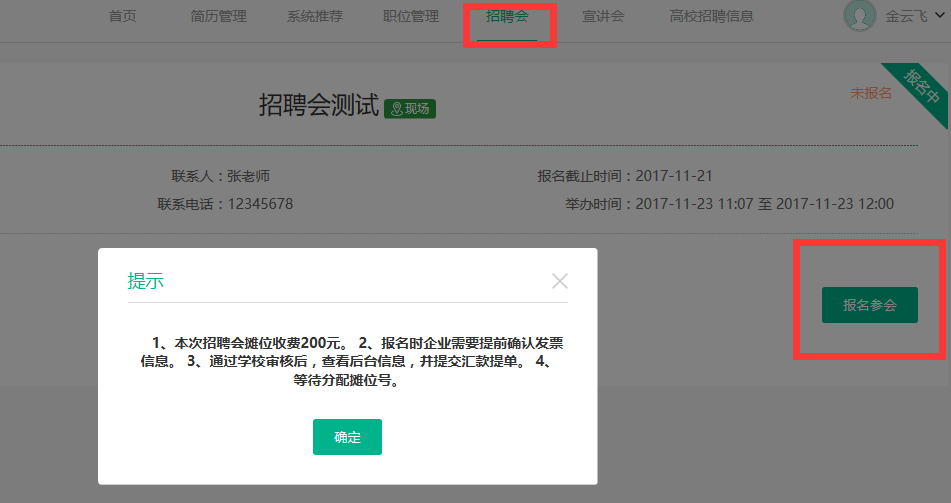 首页 简历管理 系统推荐 职位管理 招聘会 宣讲会 高校招聘信息 金云飞
招聘会测试 现场
未报名
报名中
联系人：张老师 报名截止时间：2017-11-21
联系电话：12345678 举办时间：2017-11-23 11:07 至 2017-11-23 12:00
提示
报名参会
1、本次招聘会摊位收费200元。 2、报名时企业需要提前确认发票
信息。 3、通过学校审核后，查看后台信息，并提交汇款提单。 4、
等待分配摊位号。
确定